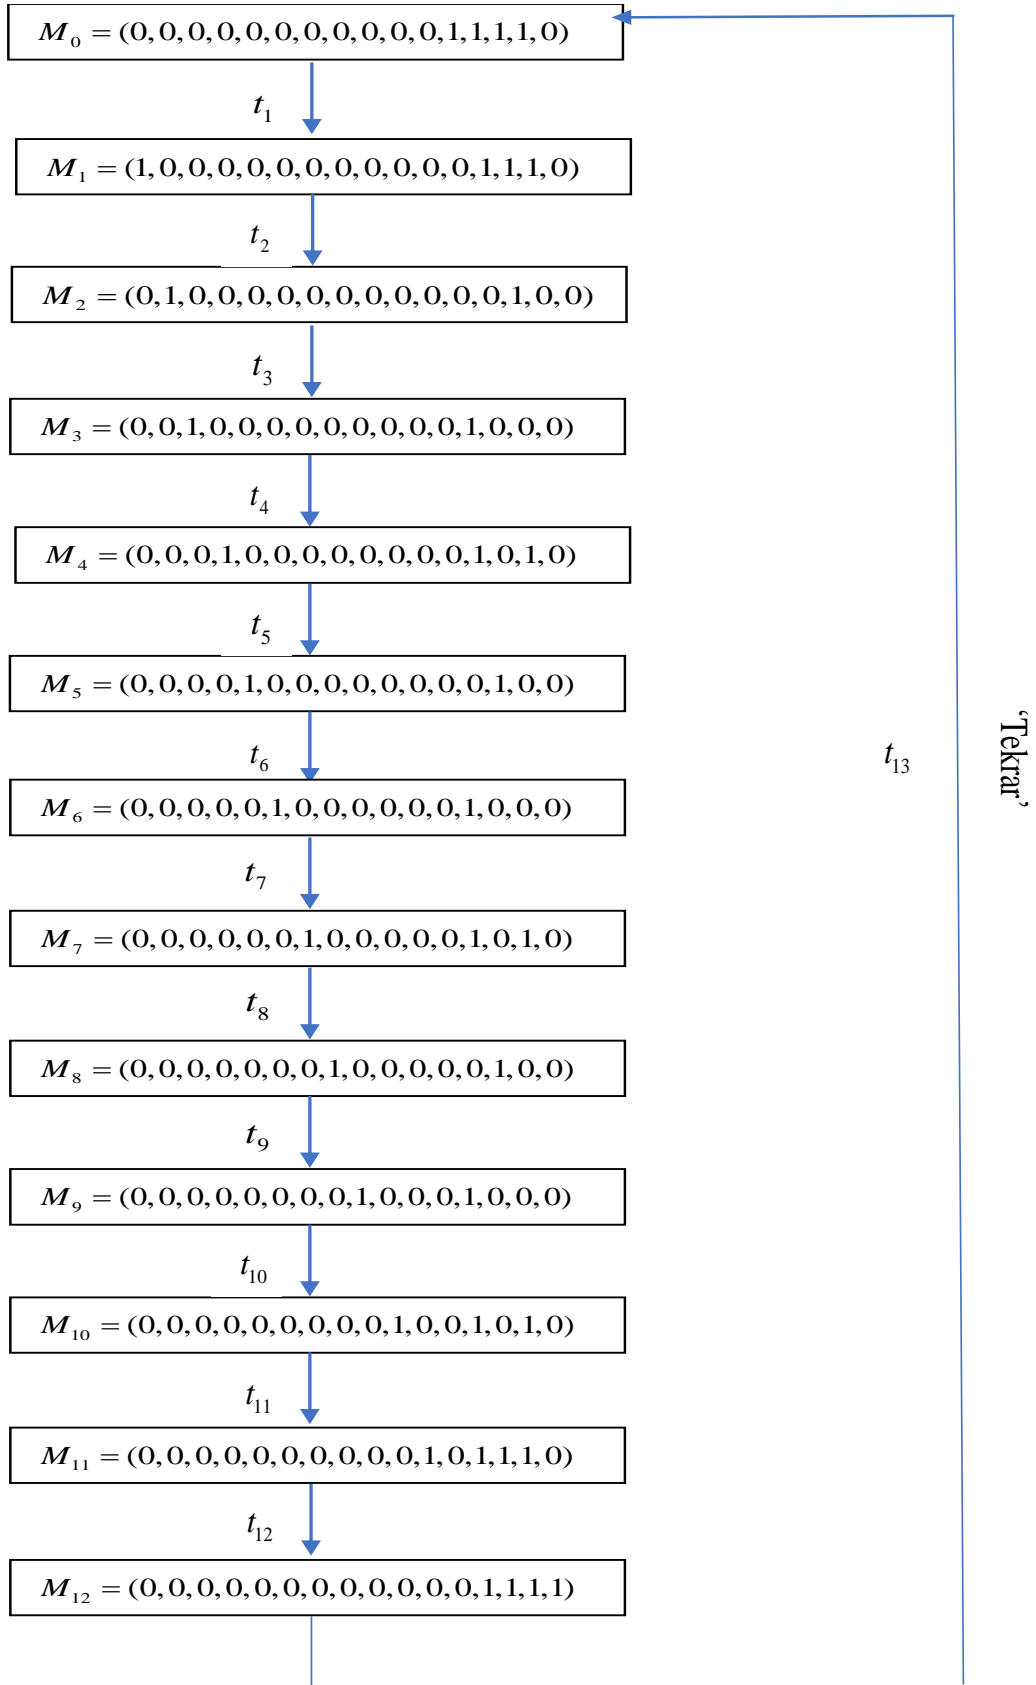 M₀ = (0,0,0,0,0,0,0,0,0,0,0,1,1,1,1,0)
t₁
M₁ = (1,0,0,0,0,0,0,0,0,0,0,0,1,1,1,0)
t₂
M₂ = (0,1,0,0,0,0,0,0,0,0,0,0,0,1,0,0)
t₃
M₃ = (0,0,1,0,0,0,0,0,0,0,0,0,1,0,0,0)
t₄
M₄ = (0,0,0,1,0,0,0,0,0,0,0,0,1,0,1,0)
t₅
M₅ = (0,0,0,0,1,0,0,0,0,0,0,0,0,1,0,0)
t₆
M₆ = (0,0,0,0,0,1,0,0,0,0,0,0,1,0,0,0)
t₁₃
‘Tekrar’
t₇
M₇ = (0,0,0,0,0,0,1,0,0,0,0,0,1,0,1,0)
t₈
M₈ = (0,0,0,0,0,0,0,1,0,0,0,0,0,1,0,0)
t₉
M₉ = (0,0,0,0,0,0,0,0,1,0,0,0,1,0,0,0)
t₁₀
M₁₀ = (0,0,0,0,0,0,0,0,0,1,0,0,1,0,1,0)
t₁₁
M₁₁ = (0,0,0,0,0,0,0,0,0,0,1,0,1,1,1,0)
t₁₂
M₁₂ = (0,0,0,0,0,0,0,0,0,0,0,0,1,1,1,1)